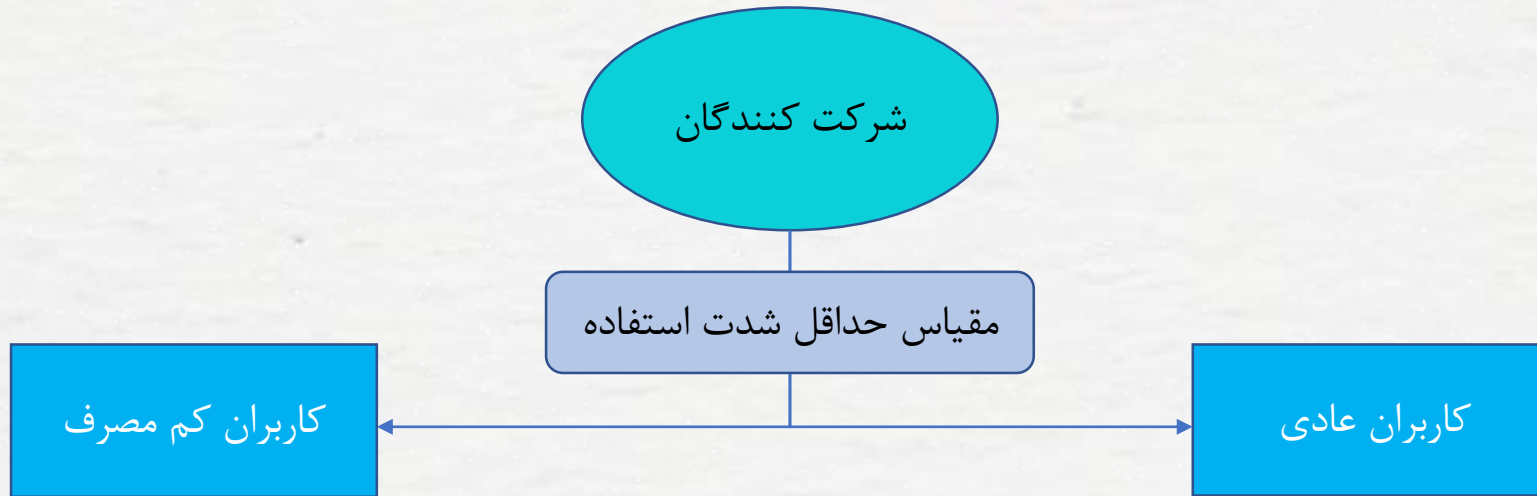 شرکت کنندگان
مقیاس حداقل شدت استفاده
کاربران عادی
کاربران کم مصرف